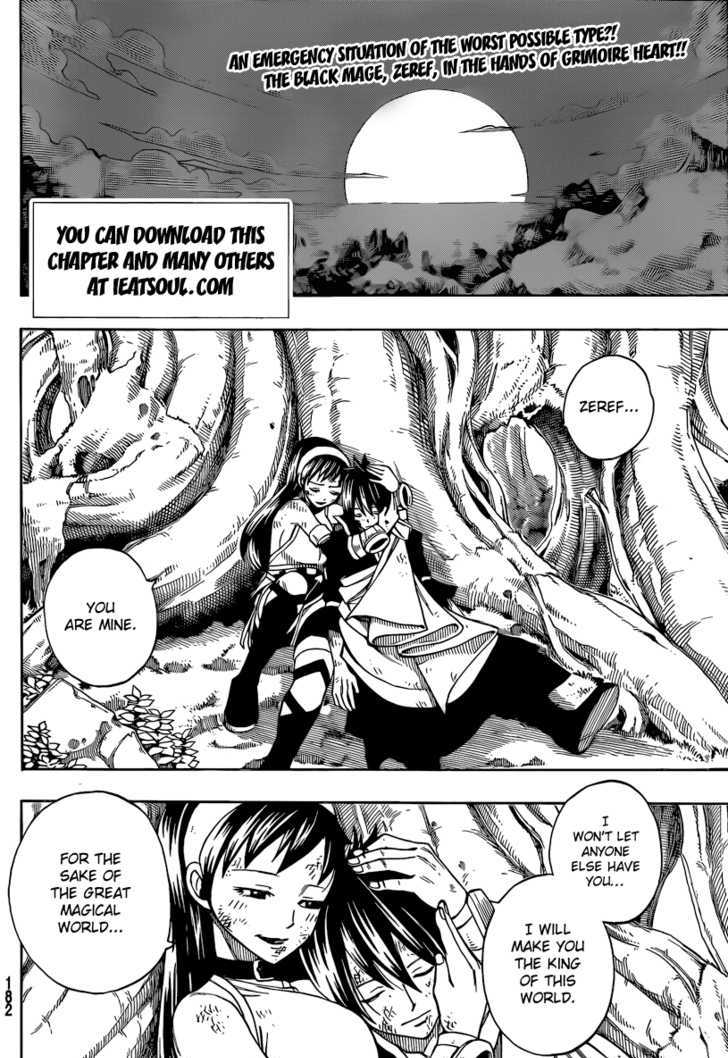 AN EMERGENCY SITUATION OF THE WORST POSSIBLE TYPE?!
THE BLACK MAGE, ZEREF, IN THE HANDS OF GRIMOIRE HEART!!
YOU CAN DOWNLOAD THIS
CHAPTER AND MANY OTHERS
AT IEATSOUL.COM
ZEREF...
YOU
ARE MINE.
I
WON'T LET
ANYONE
ELSE HAVE
YOU...
FOR THE
SAKE OF
THE GREAT
MAGICAL
WORLD...
I WILL
MAKE YOU
THE KING
OF THIS
WORLD.
182